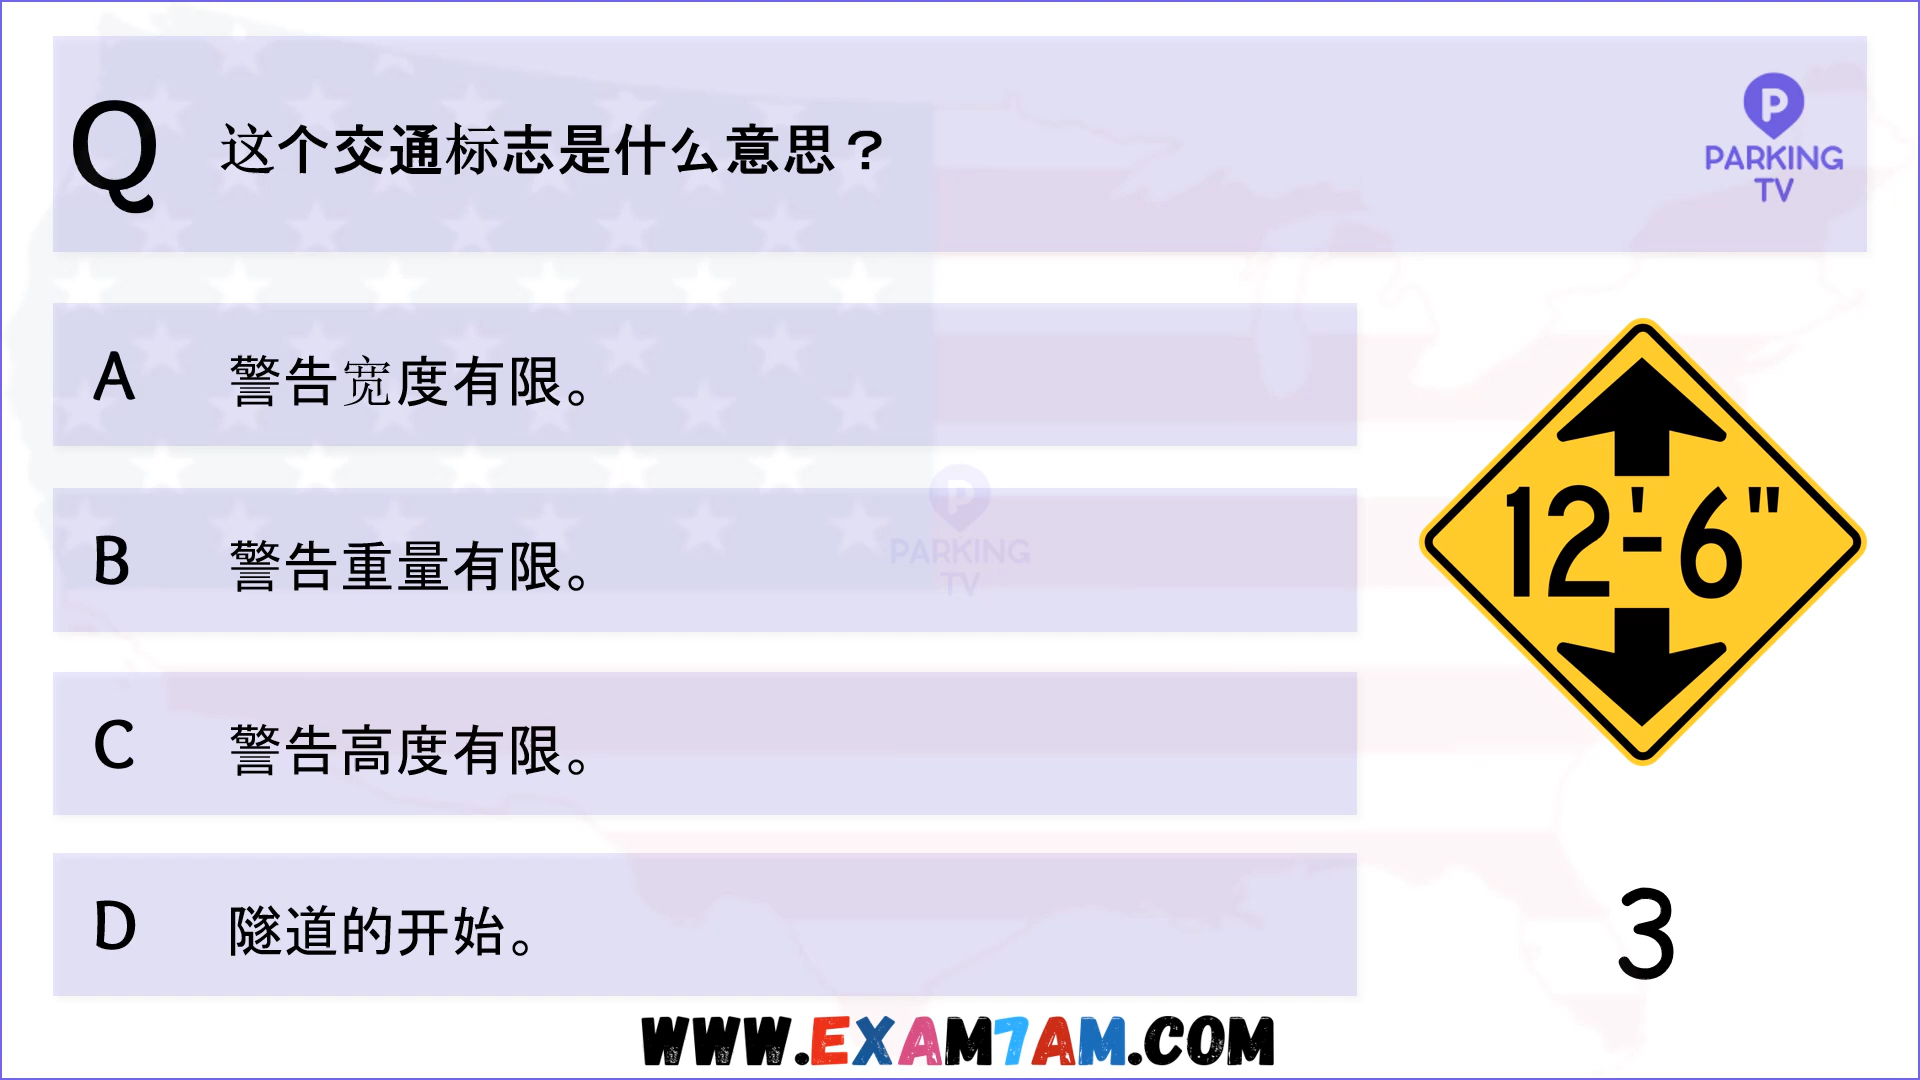 Q 这个交通标志是什么意思？
PARKING
TV
A 警告宽度有限。
B 警告重量有限。
C 警告高度有限。
D 隧道的开始。
12'-6"
PARKING
TV
3
WWW.EXAM7AM.COM